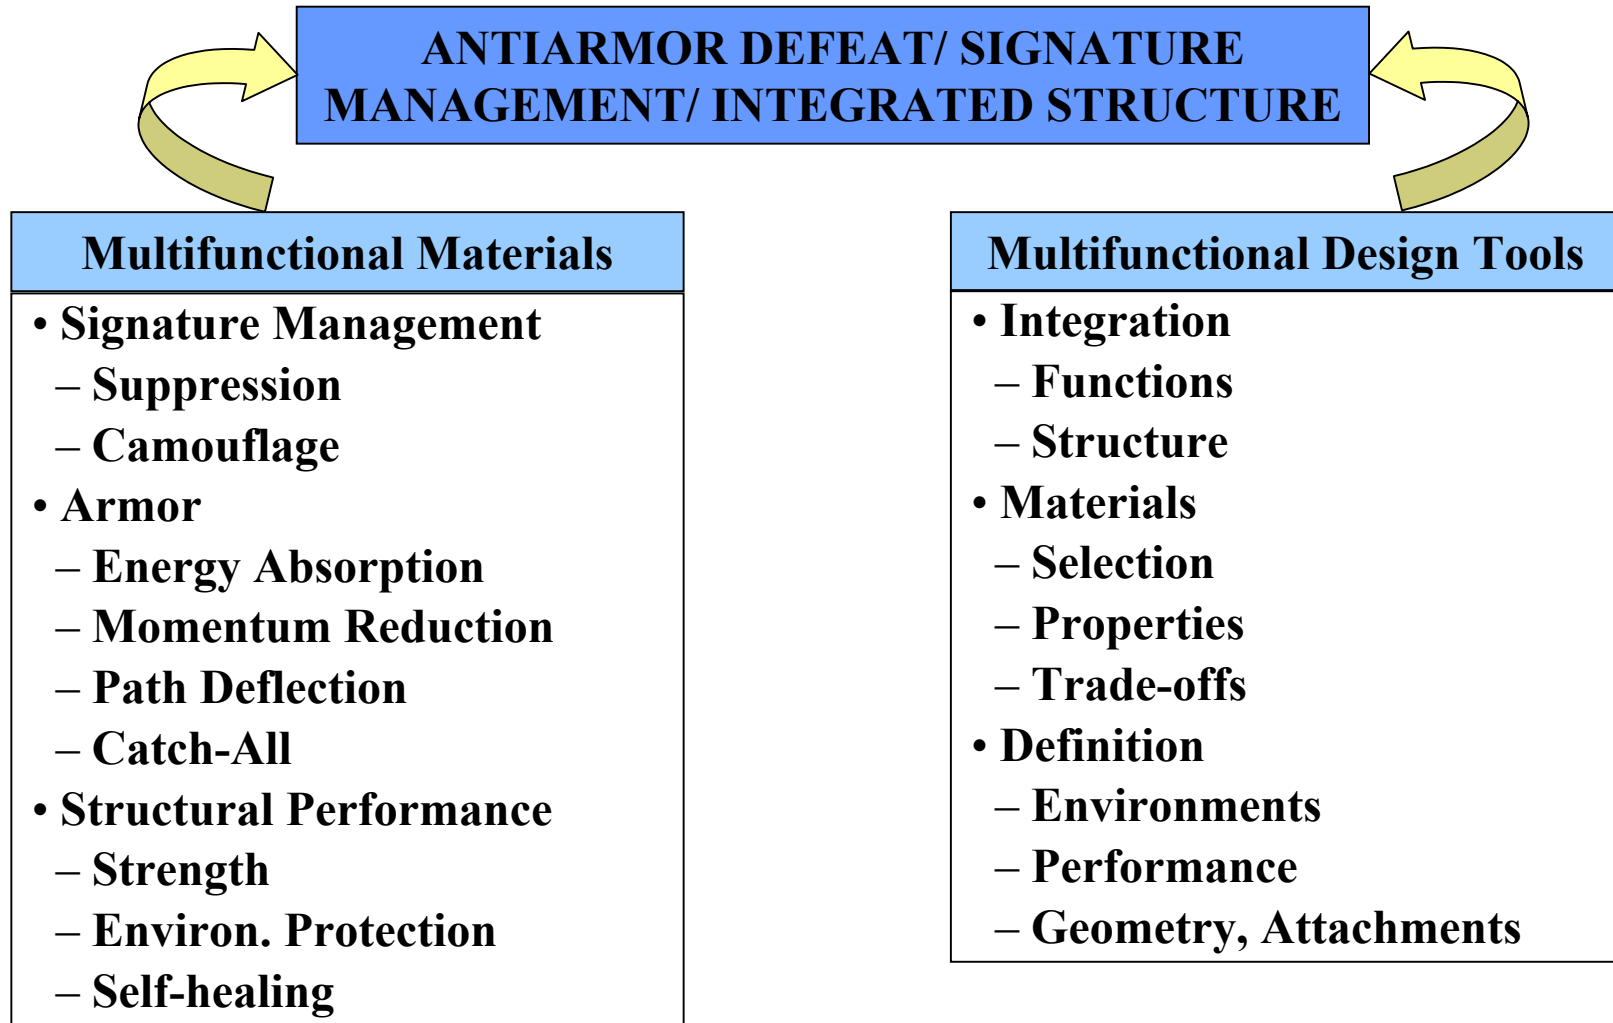 ANTIARMOR DEFEAT/ SIGNATURE
MANAGEMENT/ INTEGRATED STRUCTURE
Multifunctional Materials
• Signature Management
– Suppression
– Camouflage
• Armor
– Energy Absorption
– Momentum Reduction
– Path Deflection
– Catch-All
• Structural Performance
– Strength
– Environ. Protection
– Self-healing
Multifunctional Design Tools
• Integration
– Functions
– Structure
• Materials
– Selection
– Properties
– Trade-offs
• Definition
– Environments
– Performance
– Geometry, Attachments